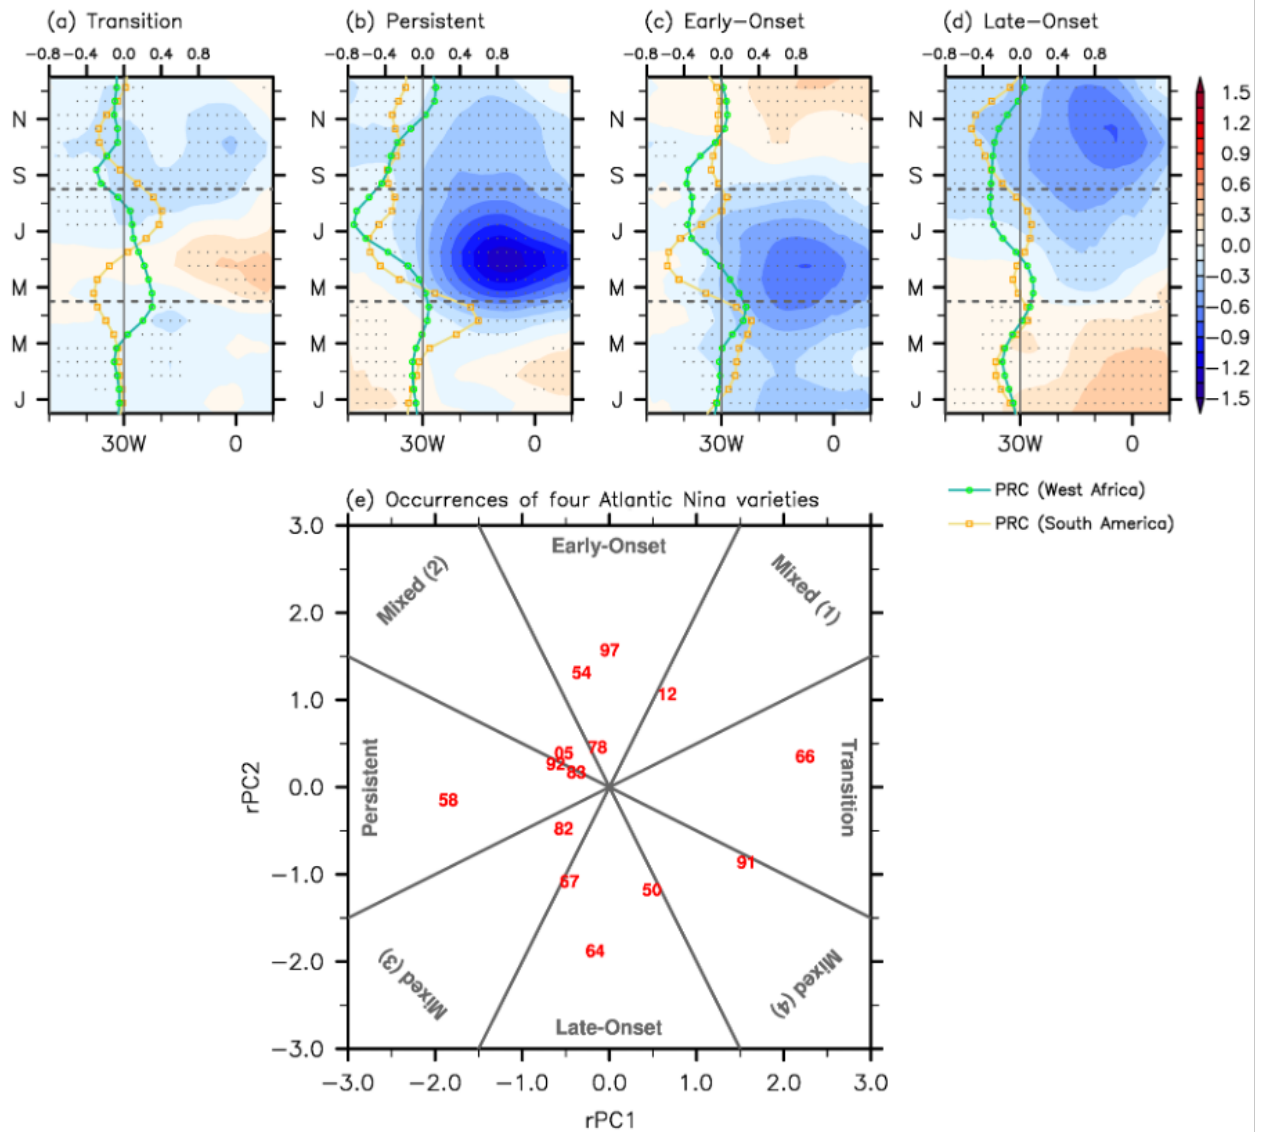 (a) Transition
(b) Persistent
(c) Early-Onset
(d) Late-Onset
-0.8 -0.4 0.0 0.4 0.8
-0.8 -0.4 0.0 0.4 0.8
-0.8 -0.4 0.0 0.4 0.8
-0.8 -0.4 0.0 0.4 0.8
N
S
J
M
M
J
30W 0
N
S
J
M
M
J
30W 0
N
S
J
M
M
J
30W 0
N
S
J
M
M
J
30W 0
1.5
1.2
0.9
0.6
0.3
0.0
-0.3
-0.6
-0.9
-1.2
-1.5
PRC (West Africa)
PRC (South America)
(e) Occurrences of four Atlantic Nina varieties
3.0
2.0
1.0
0.0
-1.0
-2.0
-3.0
rPC2
Early-Onset
Mixed (2)
Mixed (1)
Persistent
Transition
Mixed (3)
Mixed (4)
Late-Onset
97
54
12
78
05
92
83
66
58
82
91
67
50
64
-3.0 -2.0 -1.0 0.0 1.0 2.0 3.0
rPC1